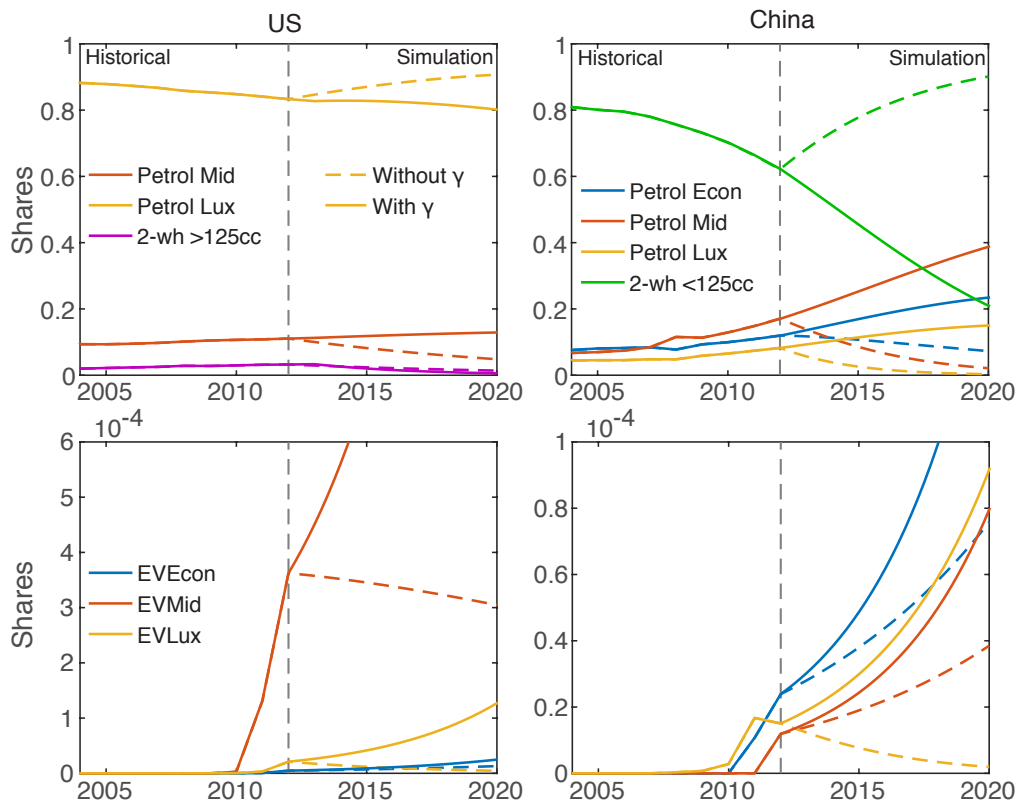 US
China
1
0.8
0.6
0.4
0.2
0
Shares
Historical
Simulation
Petrol Mid
Petrol Lux
2-wh >125cc
Without γ
With γ
2005
2010
2015
2020
1
0.8
0.6
0.4
0.2
0
Historical
Simulation
Petrol Econ
Petrol Mid
Petrol Lux
2-wh <125cc
2005
2010
2015
2020
10-4
6
5
4
3
2
1
0
Shares
EVEcon
EVMid
EVLux
2005
2010
2015
2020
10-4
1
0.8
0.6
0.4
0.2
0
2005
2010
2015
2020